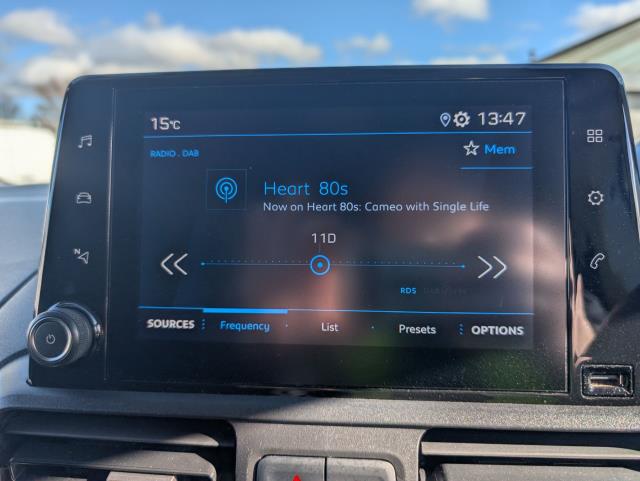 15°C 13:47
RADIO . DAB
Mem
Heart 80s
Now on Heart 80s: Cameo with Single Life
11D
N
RDS
SOURCES Frequency List Presets OPTIONS